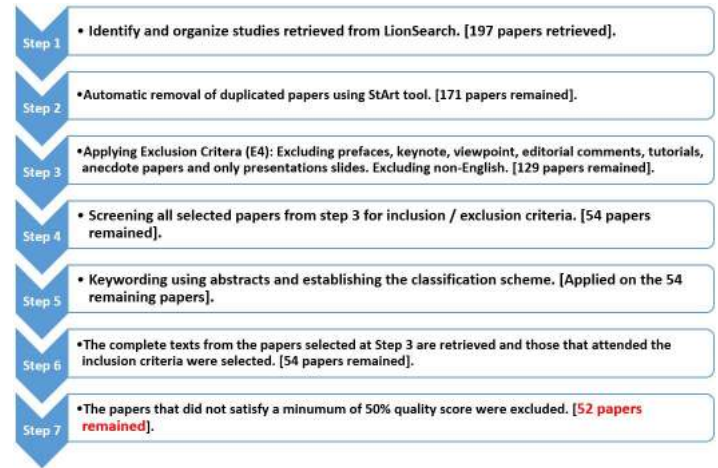 Step 1
• Identify and organize studies retrieved from LionSearch. [197 papers retrieved].
Step 2
•Automatic removal of duplicated papers using StArt tool. [171 papers remained].
Step 3
•Applying Exclusion Critera (E4): Excluding prefaces, keynote, viewpoint, editorial comments, tutorials,
anecdote papers and only presentations slides. Excluding non-English. [129 papers remained].
Step 4
• Screening all selected papers from step 3 for inclusion / exclusion criteria. [54 papers
remained].
Step 5
• Keywording using abstracts and establishing the classification scheme. [Applied on the 54
remaining papers].
Step 6
•The complete texts from the papers selected at Step 3 are retrieved and those that attended the
inclusion criteria were selected. [54 papers remained].
Step 7
•The papers that did not satisfy a minumum of 50% quality score were excluded. [52 papers
remained].